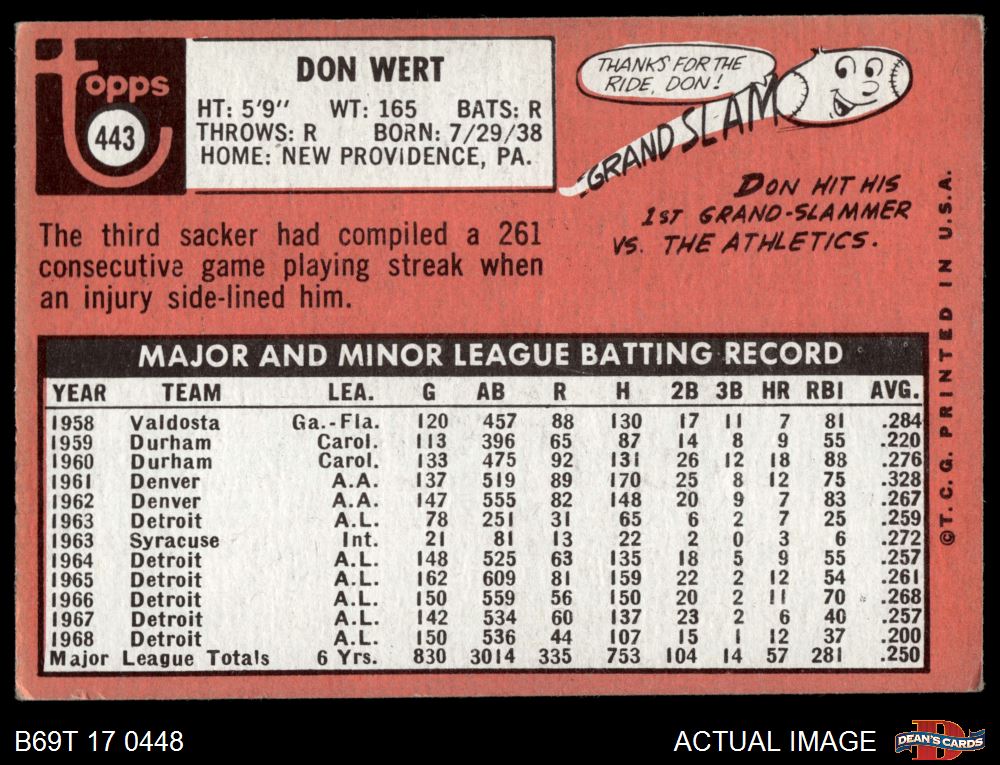 topps
443
DON WERT
HT: 5'9" WT: 165 BATS: R
THROWS: R BORN: 7/29/38
HOME: NEW PROVIDENCE, PA.
THANKS FOR THE
RIDE, DON!
GRAND SLAM
DON HIT HIS
1ST GRAND-SLAMMER
VS. THE ATHLETICS.
The third sacker had compiled a 261
consecutive game playing streak when
an injury side-lined him.
MAJOR AND MINOR LEAGUE BATTING RECORD
YEAR TEAM LEA. G AB R H 2B 3B HR RBI AVG.
1958 Valdosta Ga.-Fla. 120 457 88 130 17 11 7 81 .284
1959 Durham Carol. 113 396 65 87 14 8 9 55 .220
1960 Durham Carol. 133 475 92 131 26 12 18 88 .276
1961 Denver A.A. 137 519 89 170 25 8 12 75 .328
1962 Denver A.A. 147 555 82 148 20 9 7 83 .267
1963 Detroit A.L. 78 251 31 65 6 2 7 25 .259
1963 Syracuse Int. 21 81 13 22 2 0 3 6 .272
1964 Detroit A.L. 148 525 63 135 18 5 9 55 .257
1965 Detroit A.L. 162 609 81 159 22 2 12 54 .261
1966 Detroit A.L. 150 559 56 150 20 2 11 70 .268
1967 Detroit A.L. 142 534 60 137 23 2 6 40 .257
1968 Detroit A.L. 150 536 44 107 15 1 12 37 .200
Major League Totals 6 Yrs. 830 3014 335 753 104 14 57 281 .250
©T. C. G. PRINTED IN U.S.A.
B69T 17 0448
ACTUAL IMAGE
DEAN'S CARDS